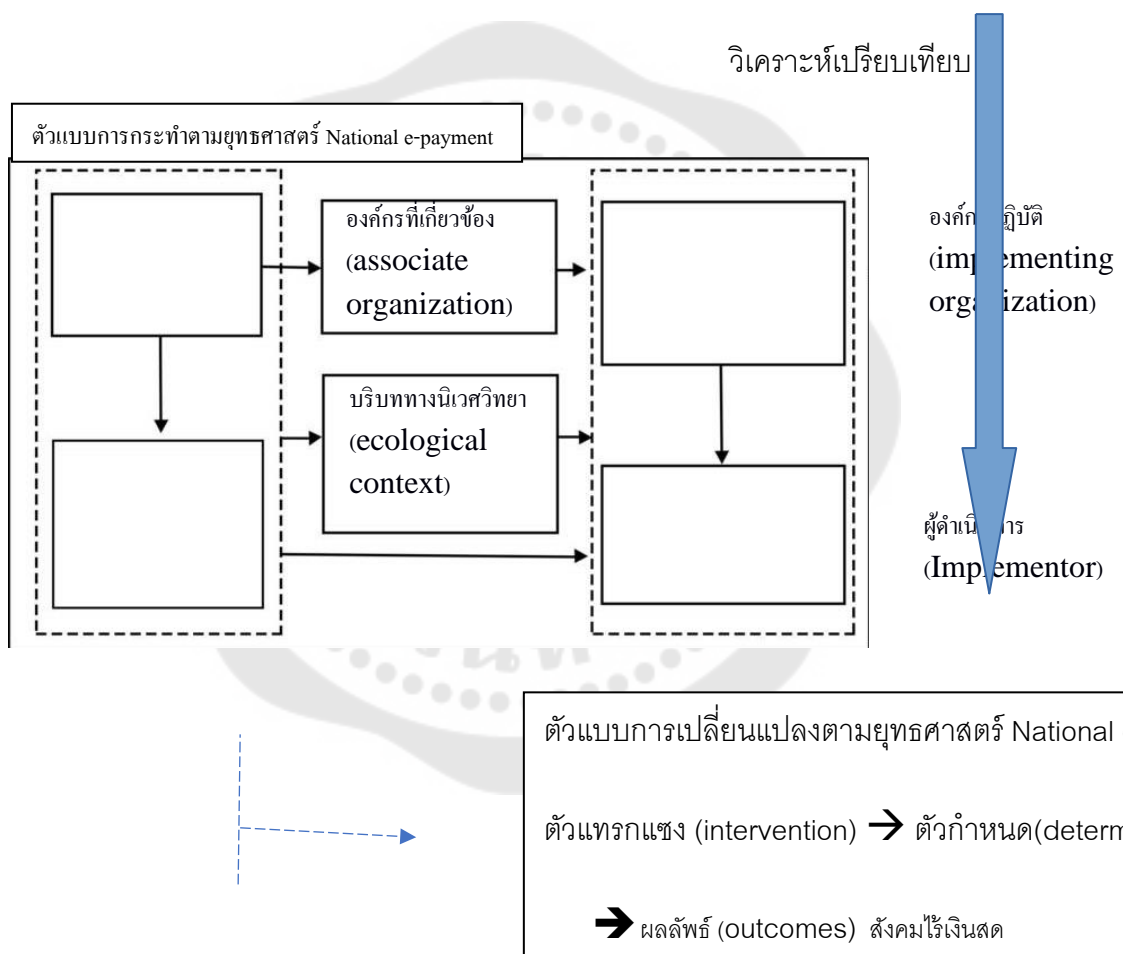 วิเคราะห์เปรียบเทียบ
ตัวแบบการกระทำตามยุทธศาสตร์ National e-payment
องค์กรที่เกี่ยวข้อง
(associate
organization)
บริบททางนิเวศวิทยา
(ecological
context)
(implementing
organization)
(Implementor)
ตัวแบบการเปลี่ยนแปลงตามยุทธศาสตร์ National
ตัวแทรกแซง (intervention) ➔ ตัวกำหนด(determ
➔ ผลลัพธ์ (outcomes) สังคมไร้เงินสด